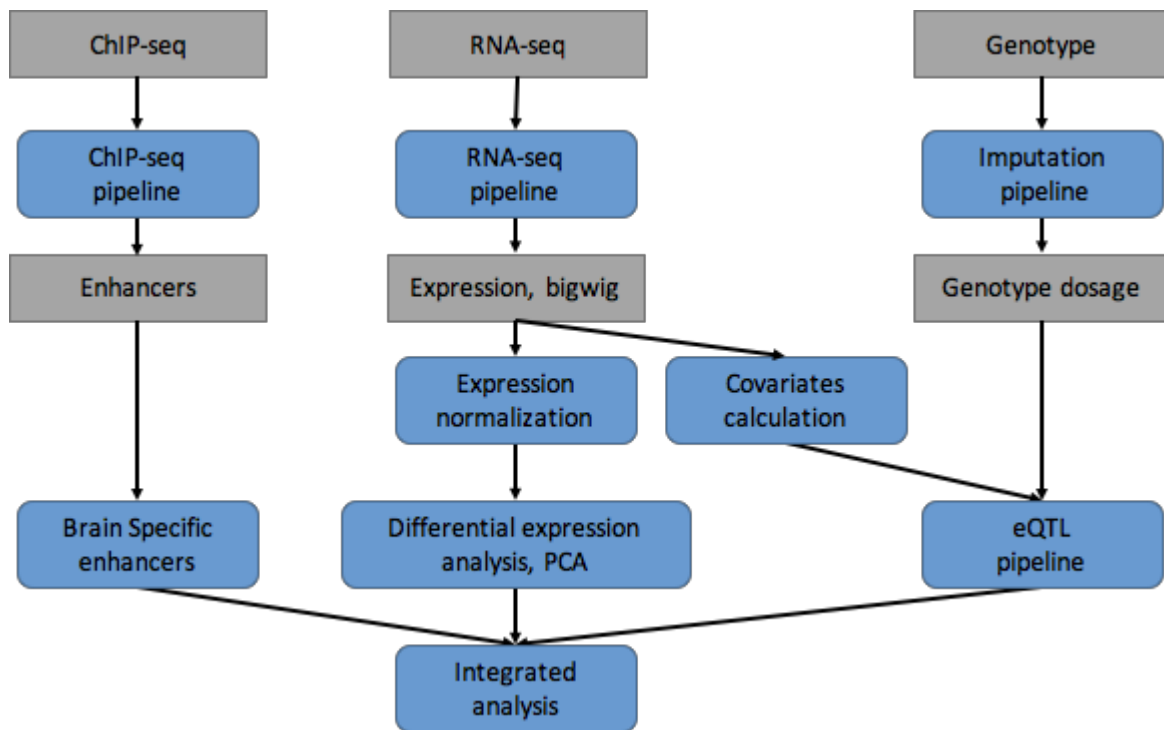 ChIP-seq
RNA-seq
Genotype
ChIP-seq
pipeline
RNA-seq
pipeline
Imputation
pipeline
Enhancers
Expression, bigwig
Genotype dosage
Expression
normalization
Covariates
calculation
Brain Specific
enhancers
Differential expression
analysis, PCA
eQTL
pipeline
Integrated
analysis